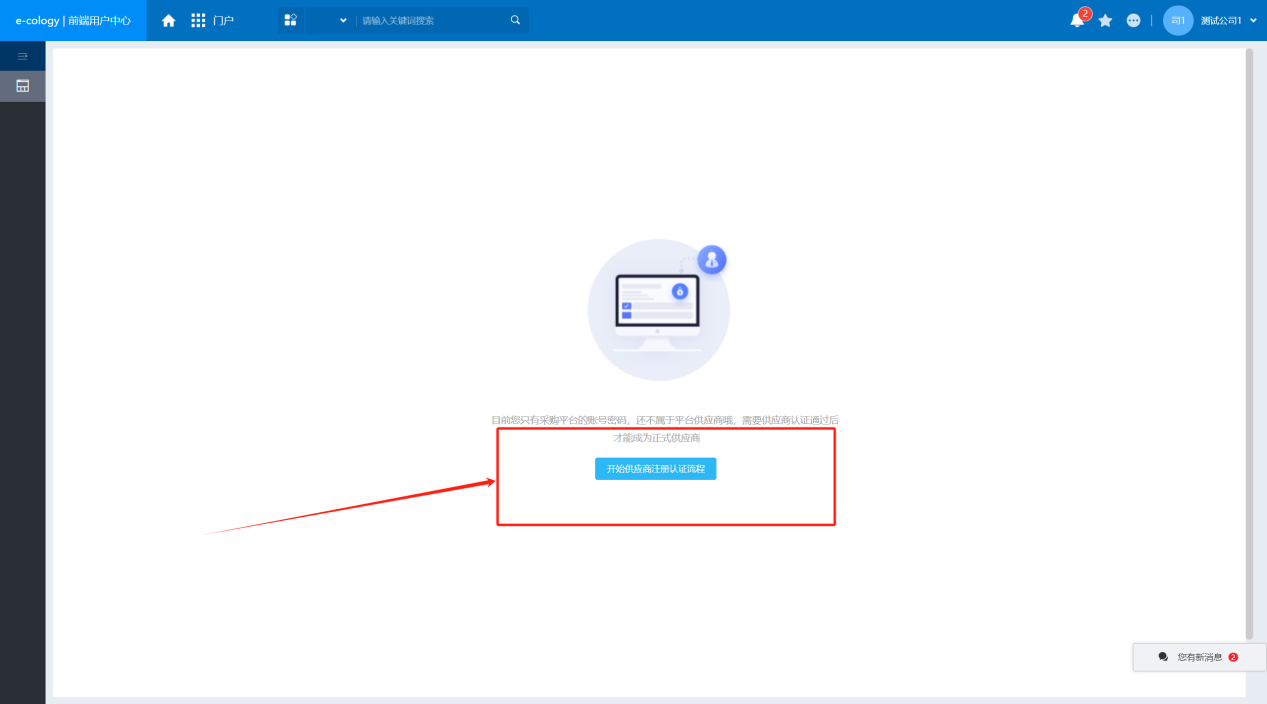 e-cology | 前端用户中心
门户
请输入关键词搜索
2
司1
测试公司1
目前您只有采购平台的账号密码，还不属于平台供应商哦，需要供应商认证通过后
才能成为正式供应商
开始供应商注册认证流程
您有新消息 2